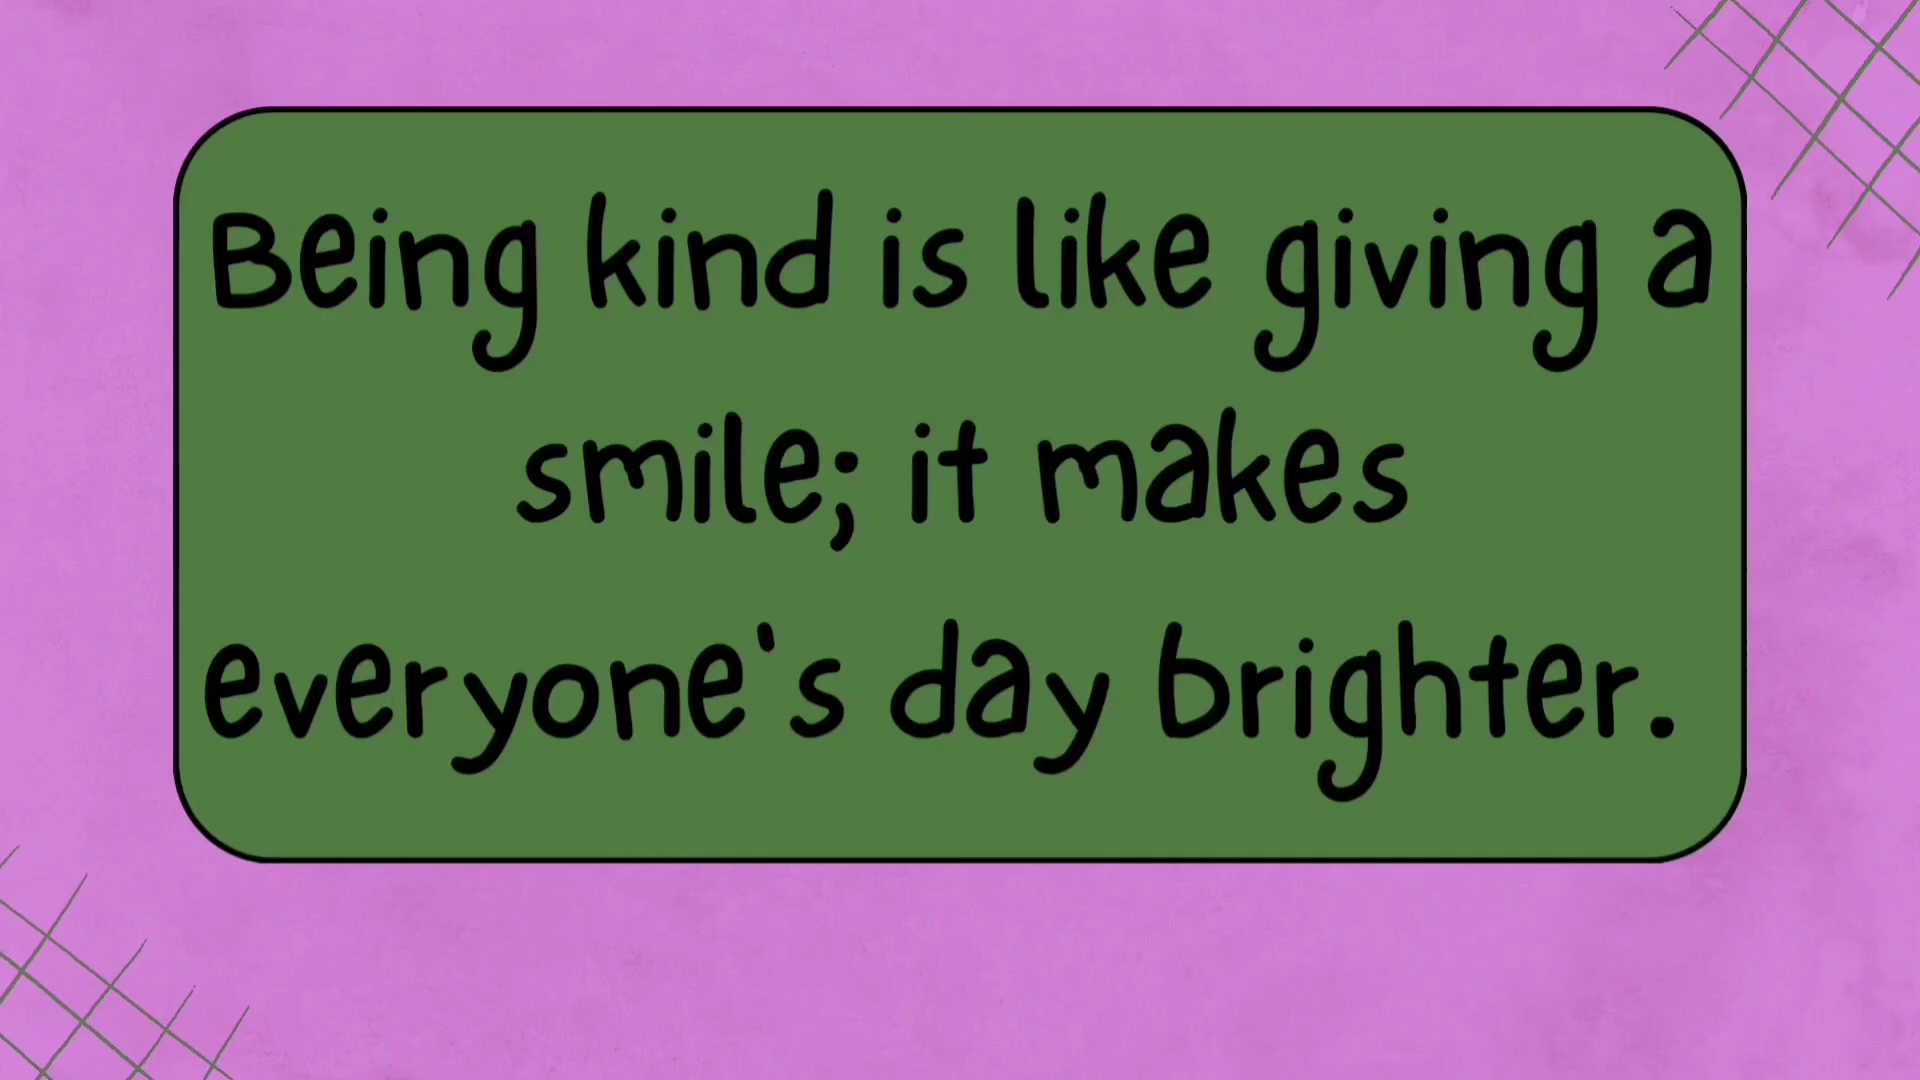 Being kind is like giving a
smile; it makes
everyone's day brighter.